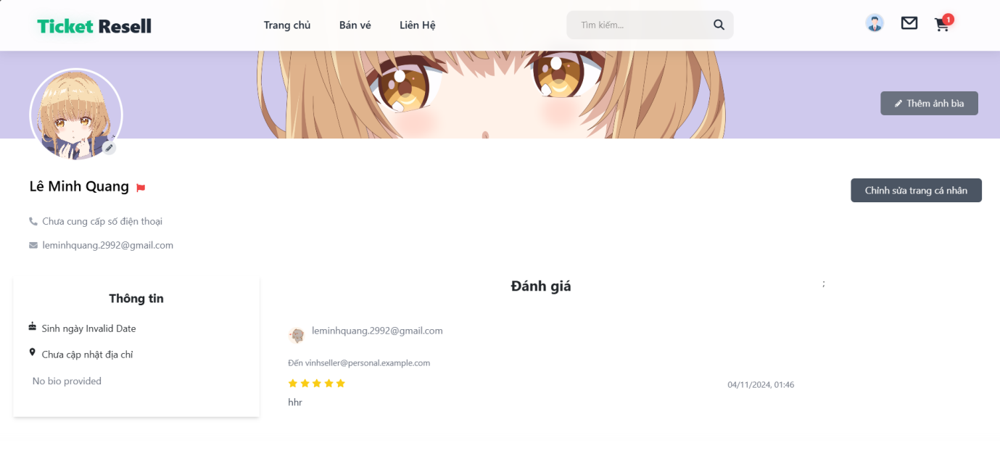 Ticket Resell
Trang chủ
Bán vé
Liên Hệ
Tìm kiếm...
1
Thêm ảnh bìa
Lê Minh Quang
Chỉnh sửa trang cá nhân
Chưa cung cấp số điện thoại
leminhquang.2992@gmail.com
Thông tin
Sinh ngày Invalid Date
Chưa cập nhật địa chỉ
No bio provided
Đánh giá
;
leminhquang.2992@gmail.com
Đến vinhseller@personal.example.com
04/11/2024, 01:46
hhr